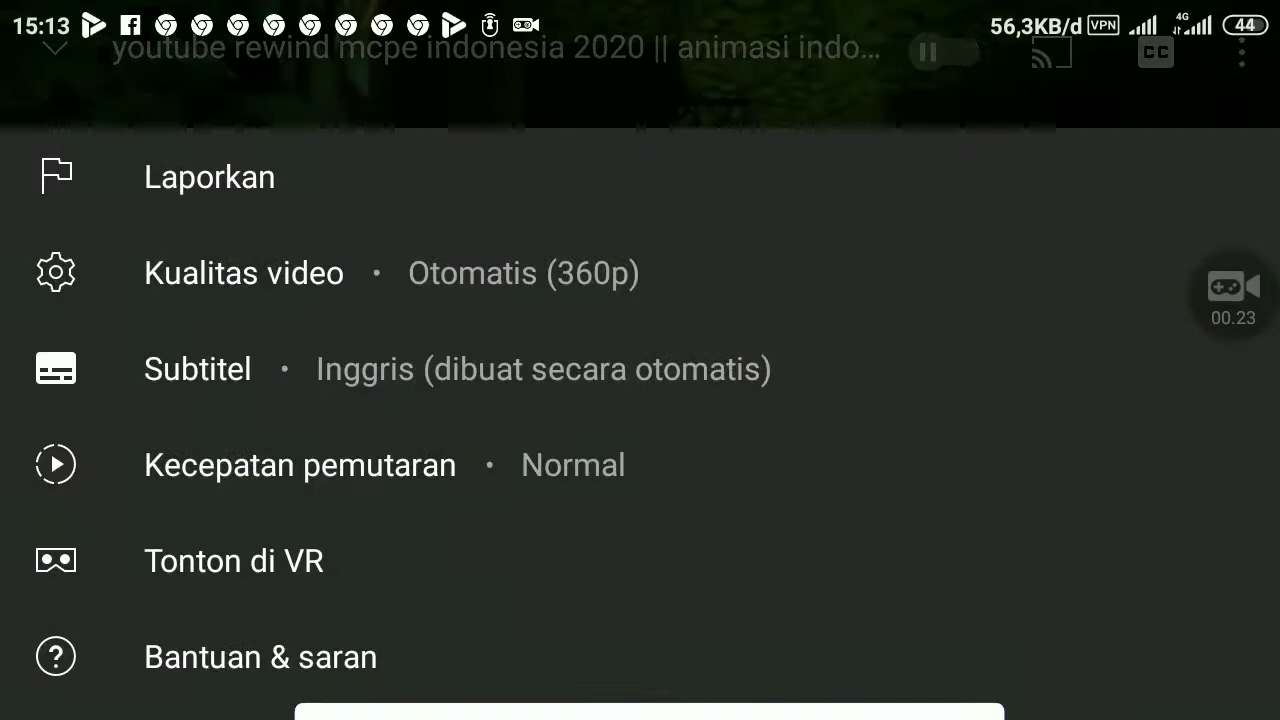 15:13 56,3KB/d VPN 4G 44
youtube rewind mcpe indonesia 2020 || animasi indo... CC
Laporkan
Kualitas video • Otomatis (360p)
00.23
Subtitel • Inggris (dibuat secara otomatis)
Kecepatan pemutaran • Normal
Tonton di VR
Bantuan & saran